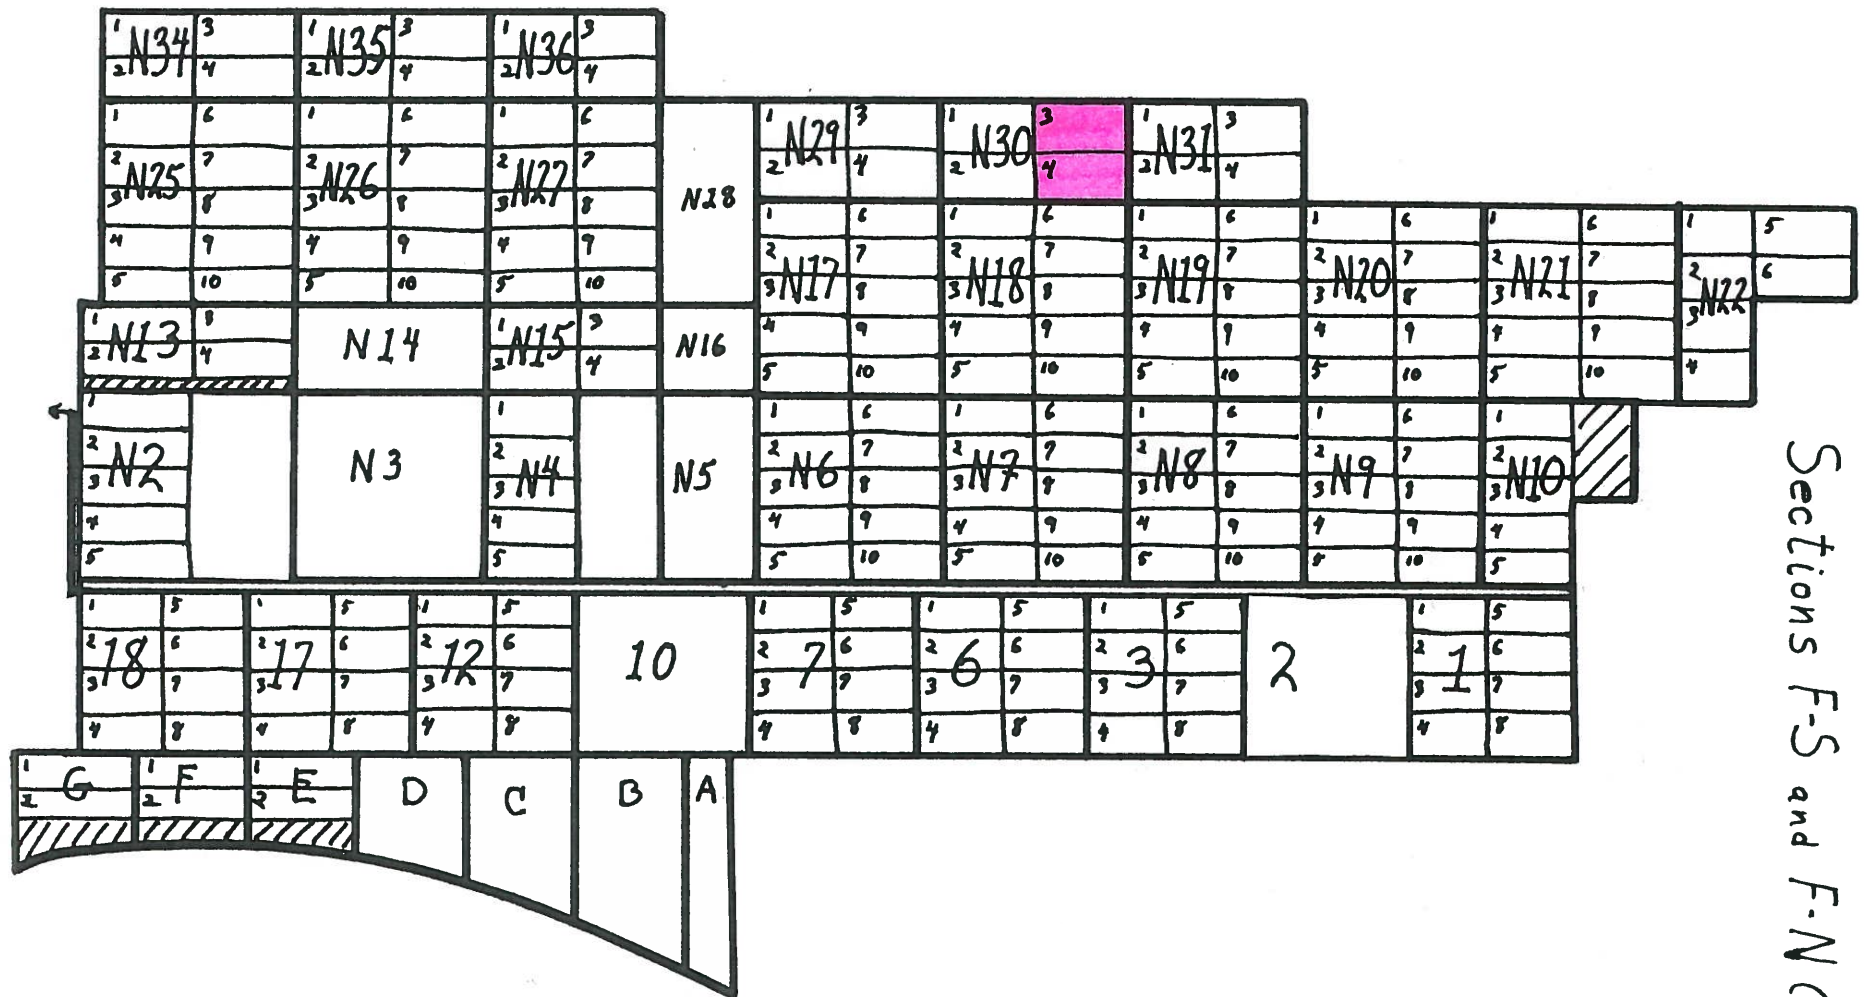 1 N34 3 1 N35 3 1 N36 3
2 4 2 4 2 4
1 6 1 6 1 6 1 N29 3 1 N30 3 1 N31 3
2 N25 7 2 N26 7 2 N27 7 2 4 2 4 2 4
3 8 3 8 3 8 N28
4 9 4 9 4 9
5 10 5 10 5 10
1 6 1 6 1 6 1 6 1 6 1 5
2 N17 7 2 N18 7 2 N19 7 2 N20 7 2 N21 7 2 N22 6
3 8 3 8 3 8 3 8 3 8 3
4 9 4 9 4 9 4 9 4 9 4
5 10 5 10 5 10 5 10 5 10
1 N13 3 N14 1 N15 3 N16
2 4 2 4
1 1 1 6 1 6 1 6 1 6 1
2 N2 N3 2 N4 N5 2 N6 7 2 N7 7 2 N8 7 2 N9 7 2 N10
3 3 3 8 3 8 3 8 3 8 3
4 4 4 9 4 9 4 9 4 9 4
5 5 5 10 5 10 5 10 5 10 5
1 5 1 5 1 5 1 5 1 5 1 5 1 5
2 18 6 2 17 6 2 12 6 10 2 7 6 2 6 6 2 3 6 2 2 1 6
3 7 3 7 3 7 3 7 3 7 3 7 3 7
4 8 4 8 4 8 4 8 4 8 4 8 4 8
1 G 1 F 1 E D C B A
2 2 2
Sections F-S and F-N (